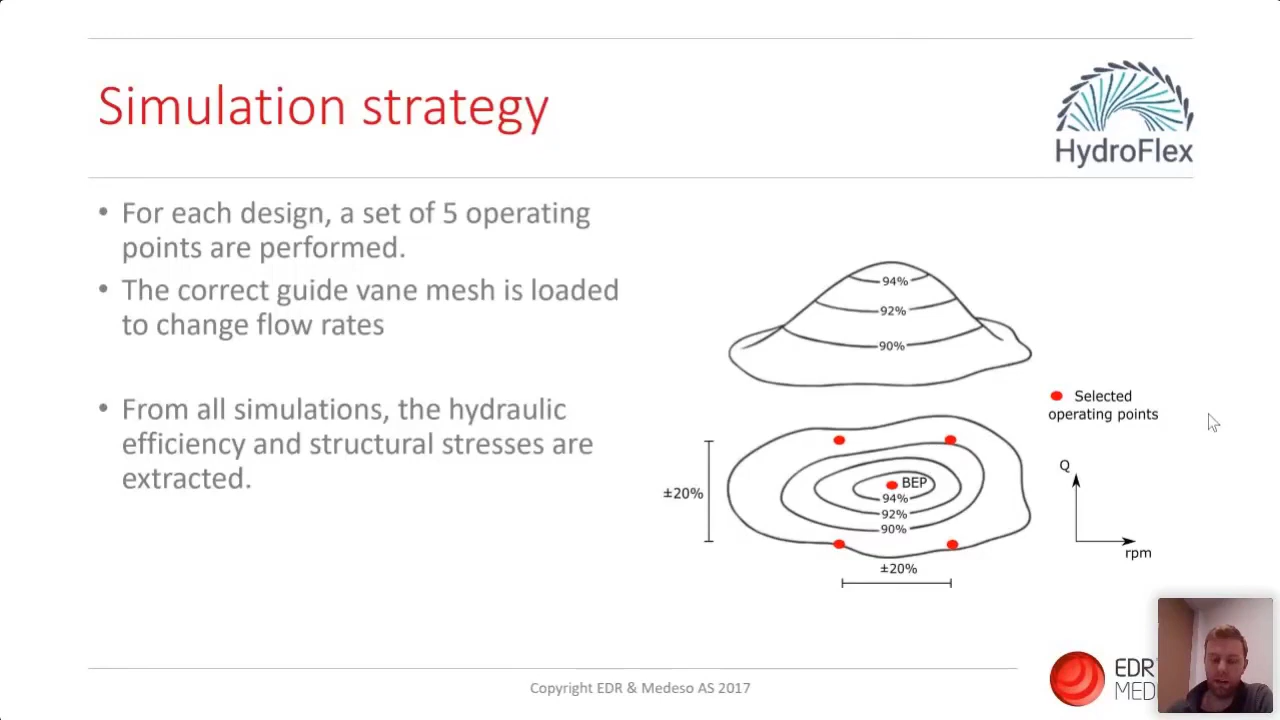 Simulation strategy
HydroFlex
• For each design, a set of 5 operating
points are performed.
• The correct guide vane mesh is loaded
to change flow rates
• From all simulations, the hydraulic
efficiency and structural stresses are
extracted.
94%
92%
90%
Selected
operating points
BEP
94%
92%
90%
±20%
±20%
Q
rpm
Copyright EDR & Medeso AS 2017
EDR
MED